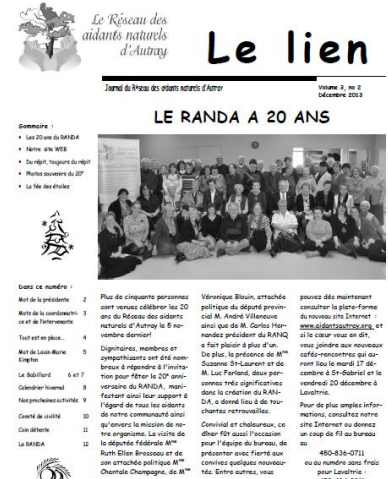 Le Réseau des
aidants naturels
d'Autray
Le lien
Journal du Réseau des aidants naturels d'Autray
Volume 3, no 2
Décembre 2013
LE RANDA A 20 ANS
Sommaire :
• Les 20 ans du RANDA
• Notre site WEB
• Du répit, toujours du répit
• Photos souvenirs du 20e
• La fée des étoiles
Dans ce numéro :
Mot de la présidente 2
Mots de la coordonnatri- 3
ce et de l'intervenante
Tout est en place... 4
Mot de Louis-Marie
Kimpton
Le Babillard 6 et 7
Calendrier hivernal 8
Nos prochaines activités 9
Comité de civilité 10
Coin détente 11
Le RANDA 12
Plus de cinquante personnes
sont venues célébrer les 20
ans du Réseau des aidants
naturels d'Autray le 8 no-
vembre dernier!
Dignitaires, membres et
sympathisants ont été nom-
breux à répondre à l'invita-
tion pour fêter le 20e anni-
versaire du RANDA, mani-
festant ainsi leur support à
l'égard de tous les aidants
de notre communauté ainsi
qu'envers la mission de no-
tre organisme. La visite de
la députée fédérale Mme
Ruth Ellen Brosseau et de
son attachée politique Mme
Chantale Champagne, de Mme
Véronique Blouin, attachée
politique du député provin-
cial M. André Villeneuve
ainsi que de M. Carlos Her-
nandez président du RANQ
a fait plaisir à plus d'un.
De plus, la présence de Mme
Suzanne St-Laurent et de
M. Luc Ferland, deux per-
sonnes très significatives
dans la création du RAN-
DA, a donné lieu à de tou-
chantes retrouvailles.
Convivial et chaleureux, ce
dîner fût aussi l'occasion
pour l'équipe du bureau, de
présenter avec fierté aux
convives quelques nouveau-
tés. Entre autres, vous
pouvez dès maintenant
consulter la plate-forme
du nouveau site Internet :
www.aidantsautray.org et
si le cœur vous en dit,
vous joindre aux nouveaux
cafés-rencontres qui au-
ront lieu le mardi 17 dé-
cembre à St-Gabriel et le
vendredi 20 décembre à
Lavaltrie.
Pour de plus amples infor-
mations, consultez notre
site Internet ou donnez
un coup de fil au bureau
au
450-836-0711
ou au numéro sans frais
pour Lavaltrie :